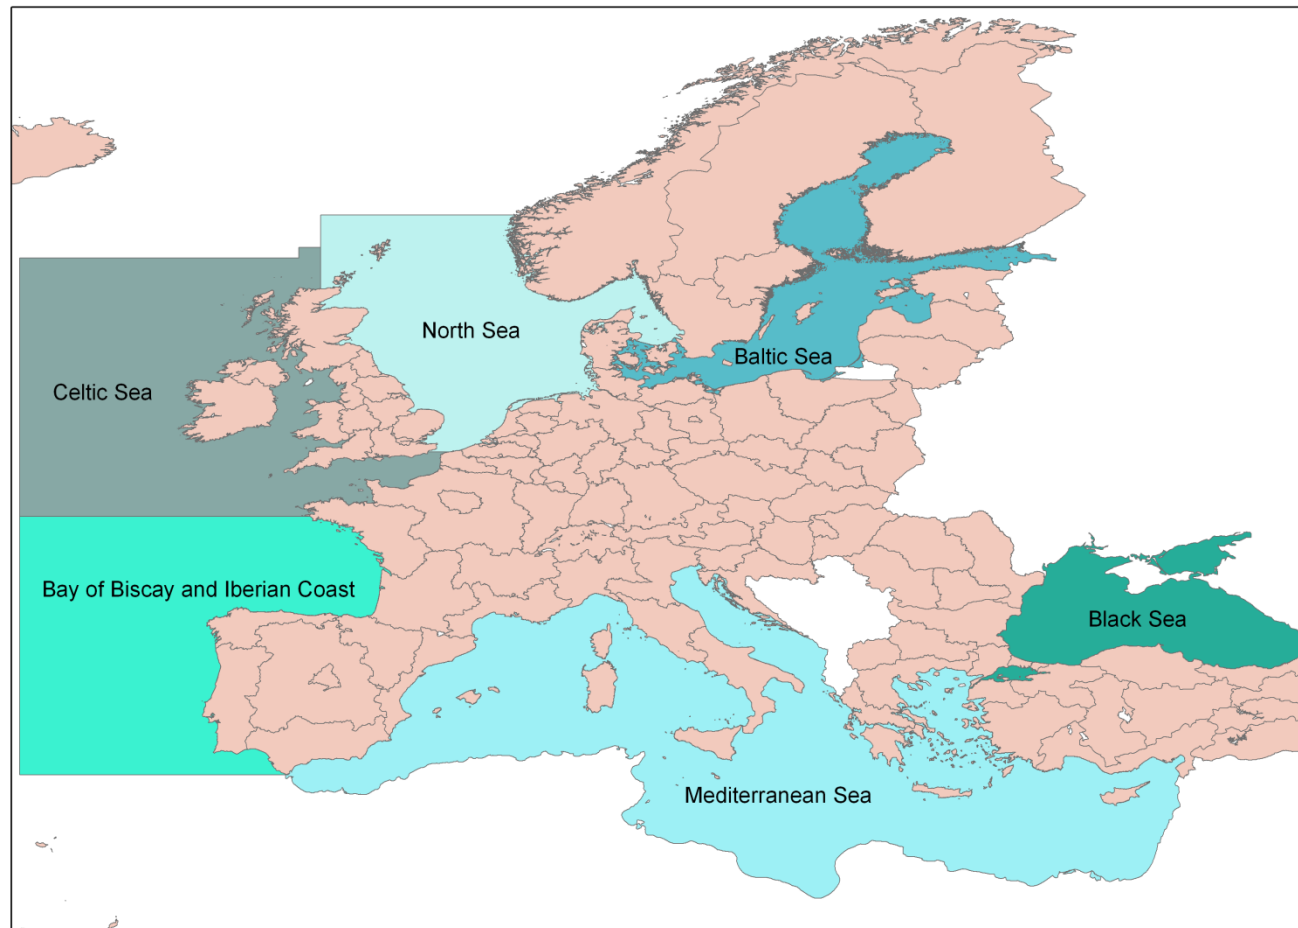 North Sea
Baltic Sea
Celtic Sea
Bay of Biscay and Iberian Coast
Black Sea
Mediterranean Sea